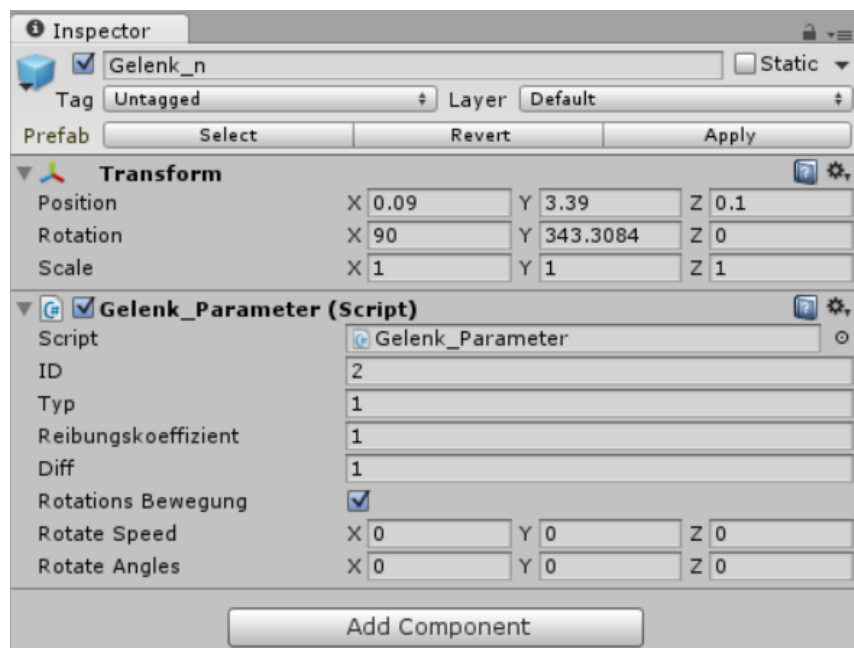 Inspector
Gelenk_n Static
Tag Untagged Layer Default
Prefab Select Revert Apply
Transform
Position X 0.09 Y 3.39 Z 0.1
Rotation X 90 Y 343.3084 Z 0
Scale X 1 Y 1 Z 1
Gelenk_Parameter (Script)
Script Gelenk_Parameter
ID 2
Typ 1
Reibungskoeffizient 1
Diff 1
Rotations Bewegung
Rotate Speed X 0 Y 0 Z 0
Rotate Angles X 0 Y 0 Z 0
Add Component